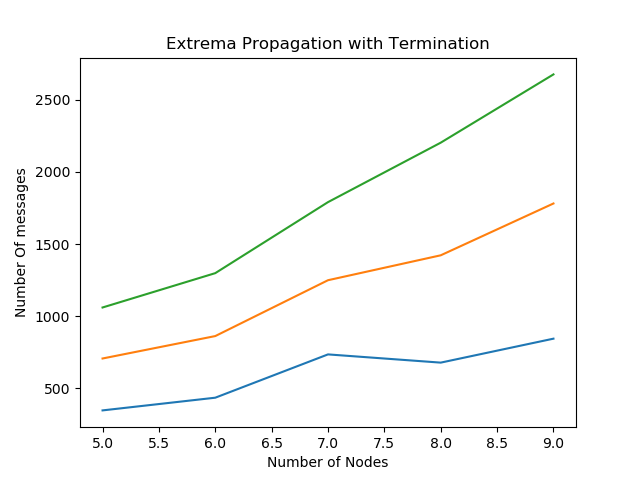 Extrema Propagation with Termination
Number Of messages
2500
2000
1500
1000
500
5.0 5.5 6.0 6.5 7.0 7.5 8.0 8.5 9.0
Number of Nodes